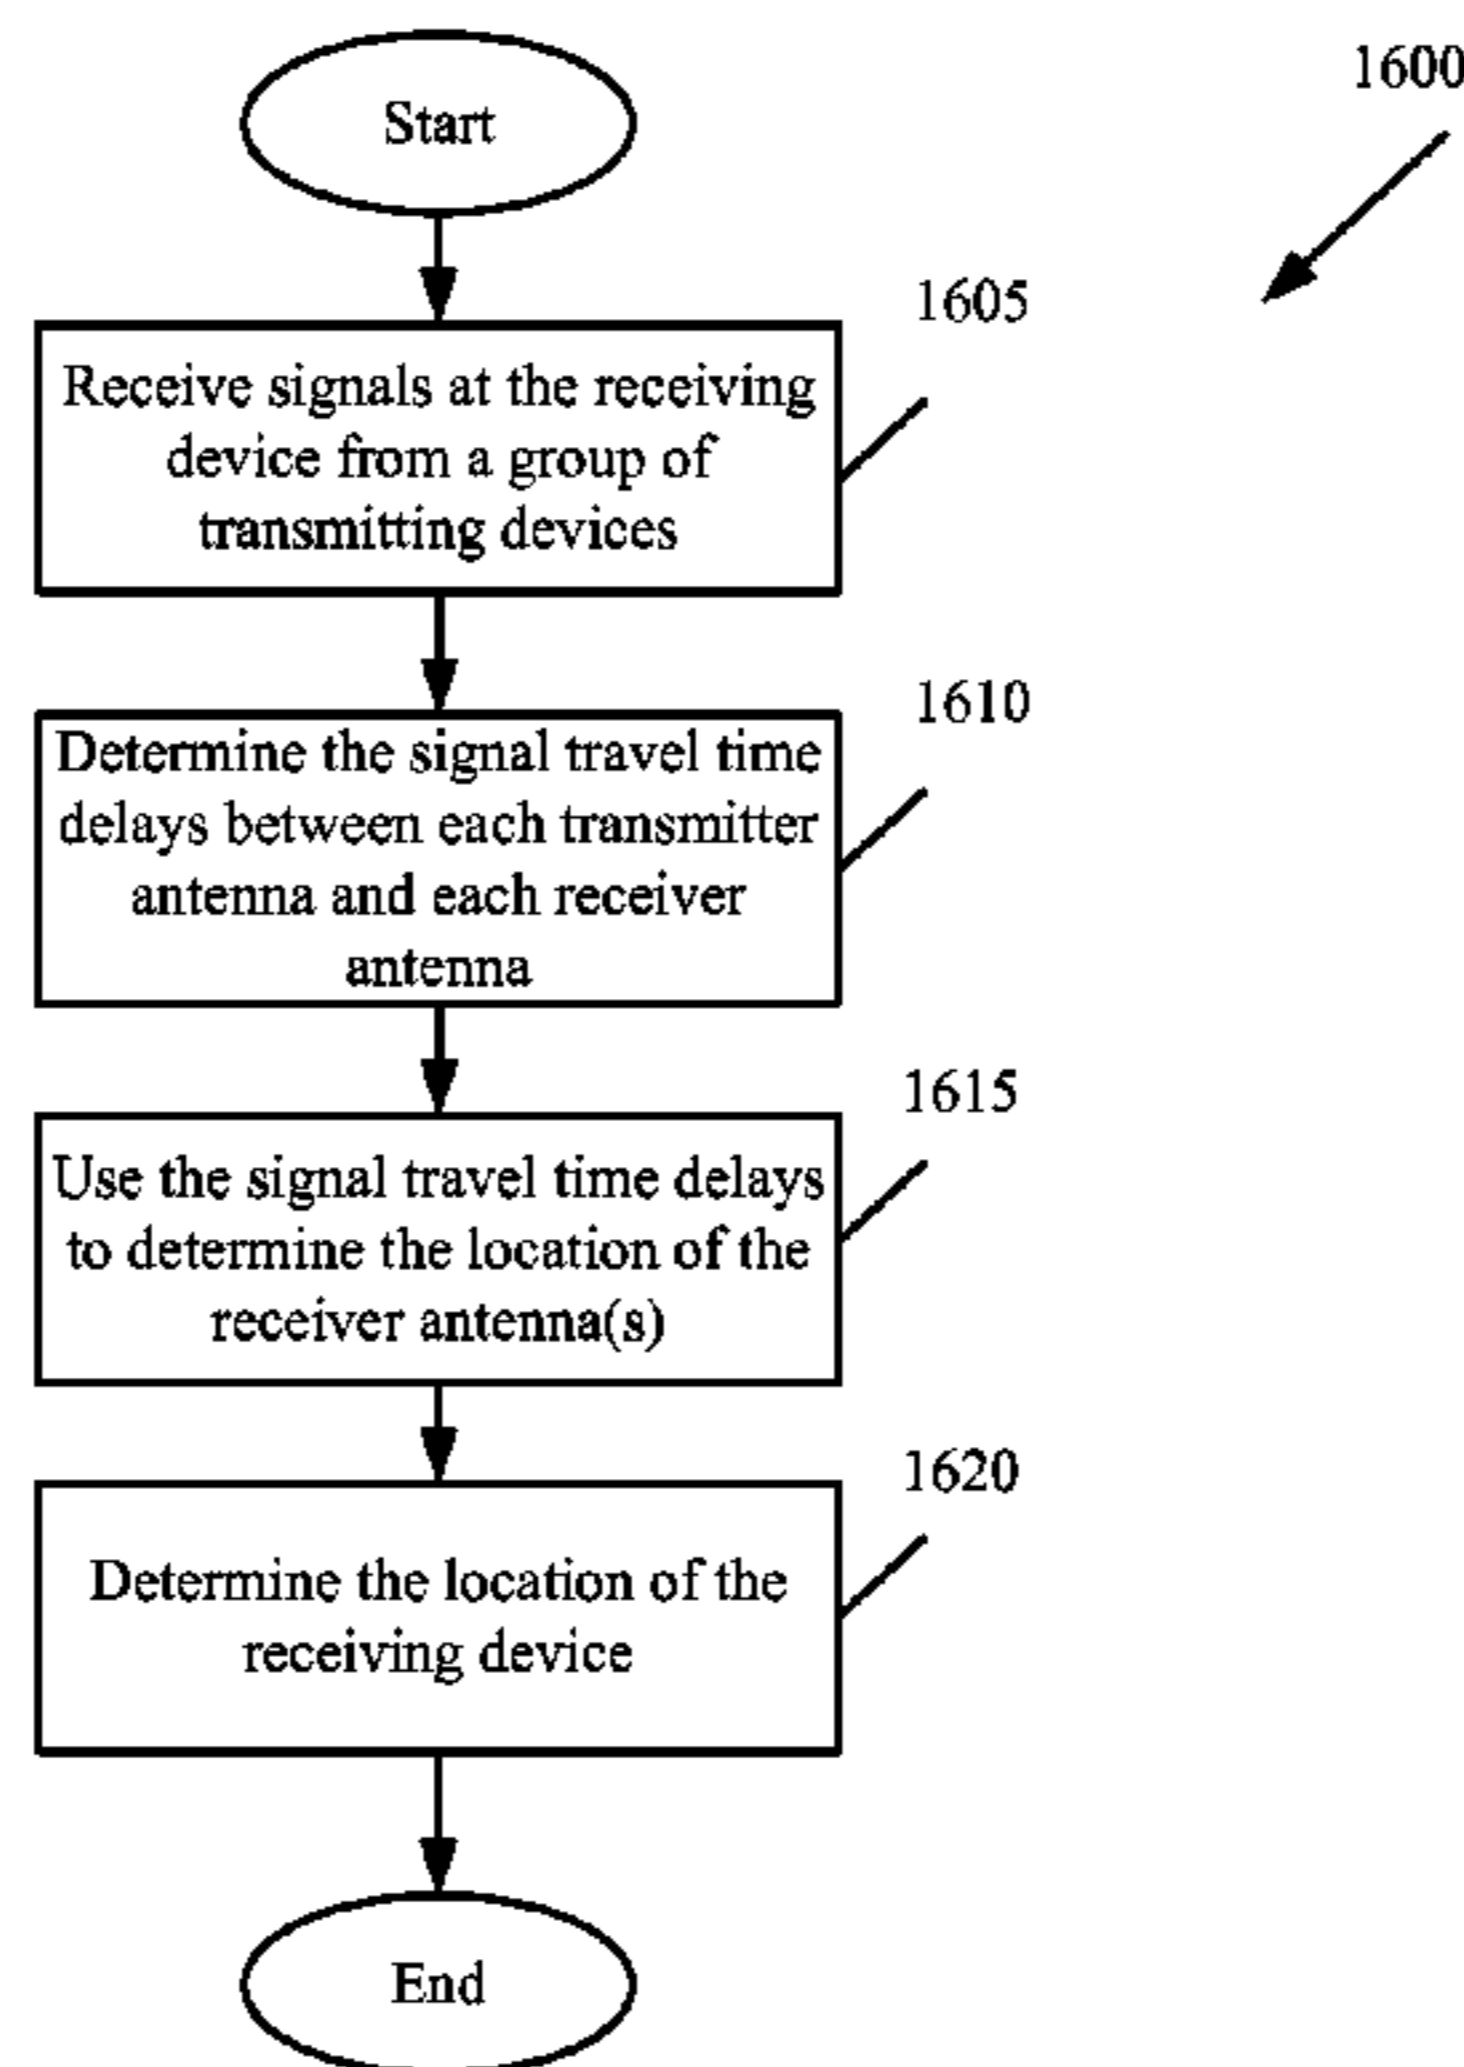 Start
1600
1605
Receive signals at the receiving
device from a group of
transmitting devices
1610
Determine the signal travel time
delays between each transmitter
antenna and each receiver
antenna
1615
Use the signal travel time delays
to determine the location of the
receiver antenna(s)
1620
Determine the location of the
receiving device
End